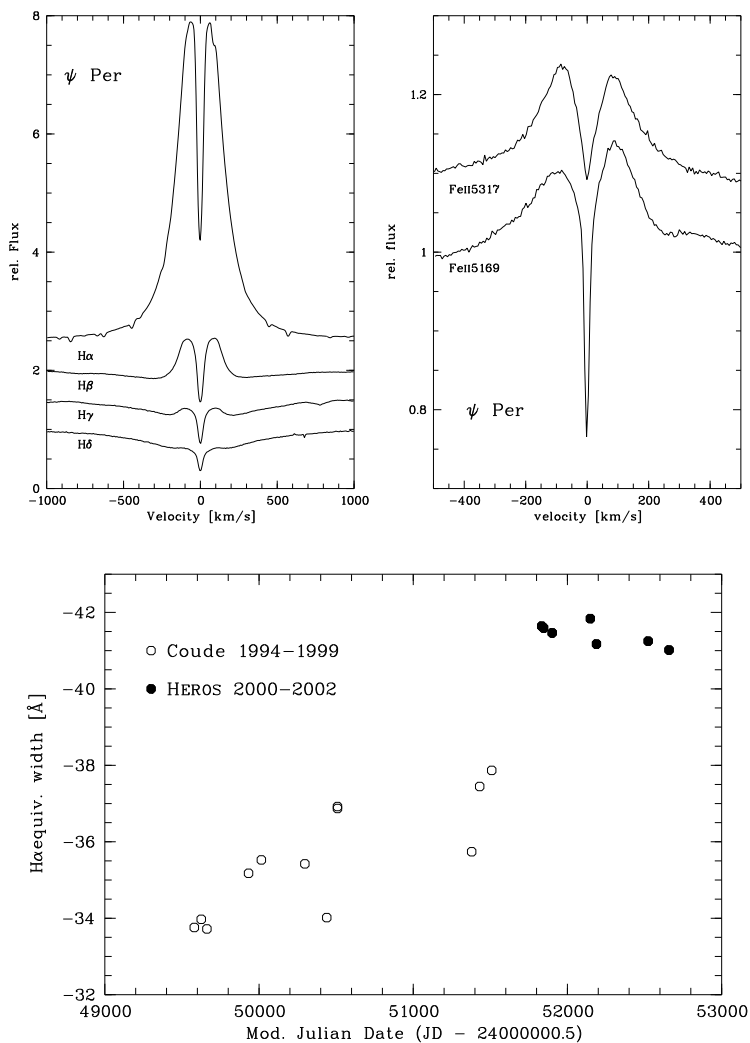 8
6
4
2
0
rel. Flux
ψ Per
Hα
Hβ
Hγ
Hδ
−1000
−500
0
500
1000
Velocity [km/s]
1.2
1
0.8
rel. flux
FeII5317
FeII5169
ψ Per
−400
−200
0
200
400
velocity [km/s]
−42
−40
−38
−36
−34
−32
Hαequiv. width [Å]
Coude 1994−1999
HEROS 2000−2002
49000
50000
51000
52000
53000
Mod. Julian Date (JD − 24000000.5)